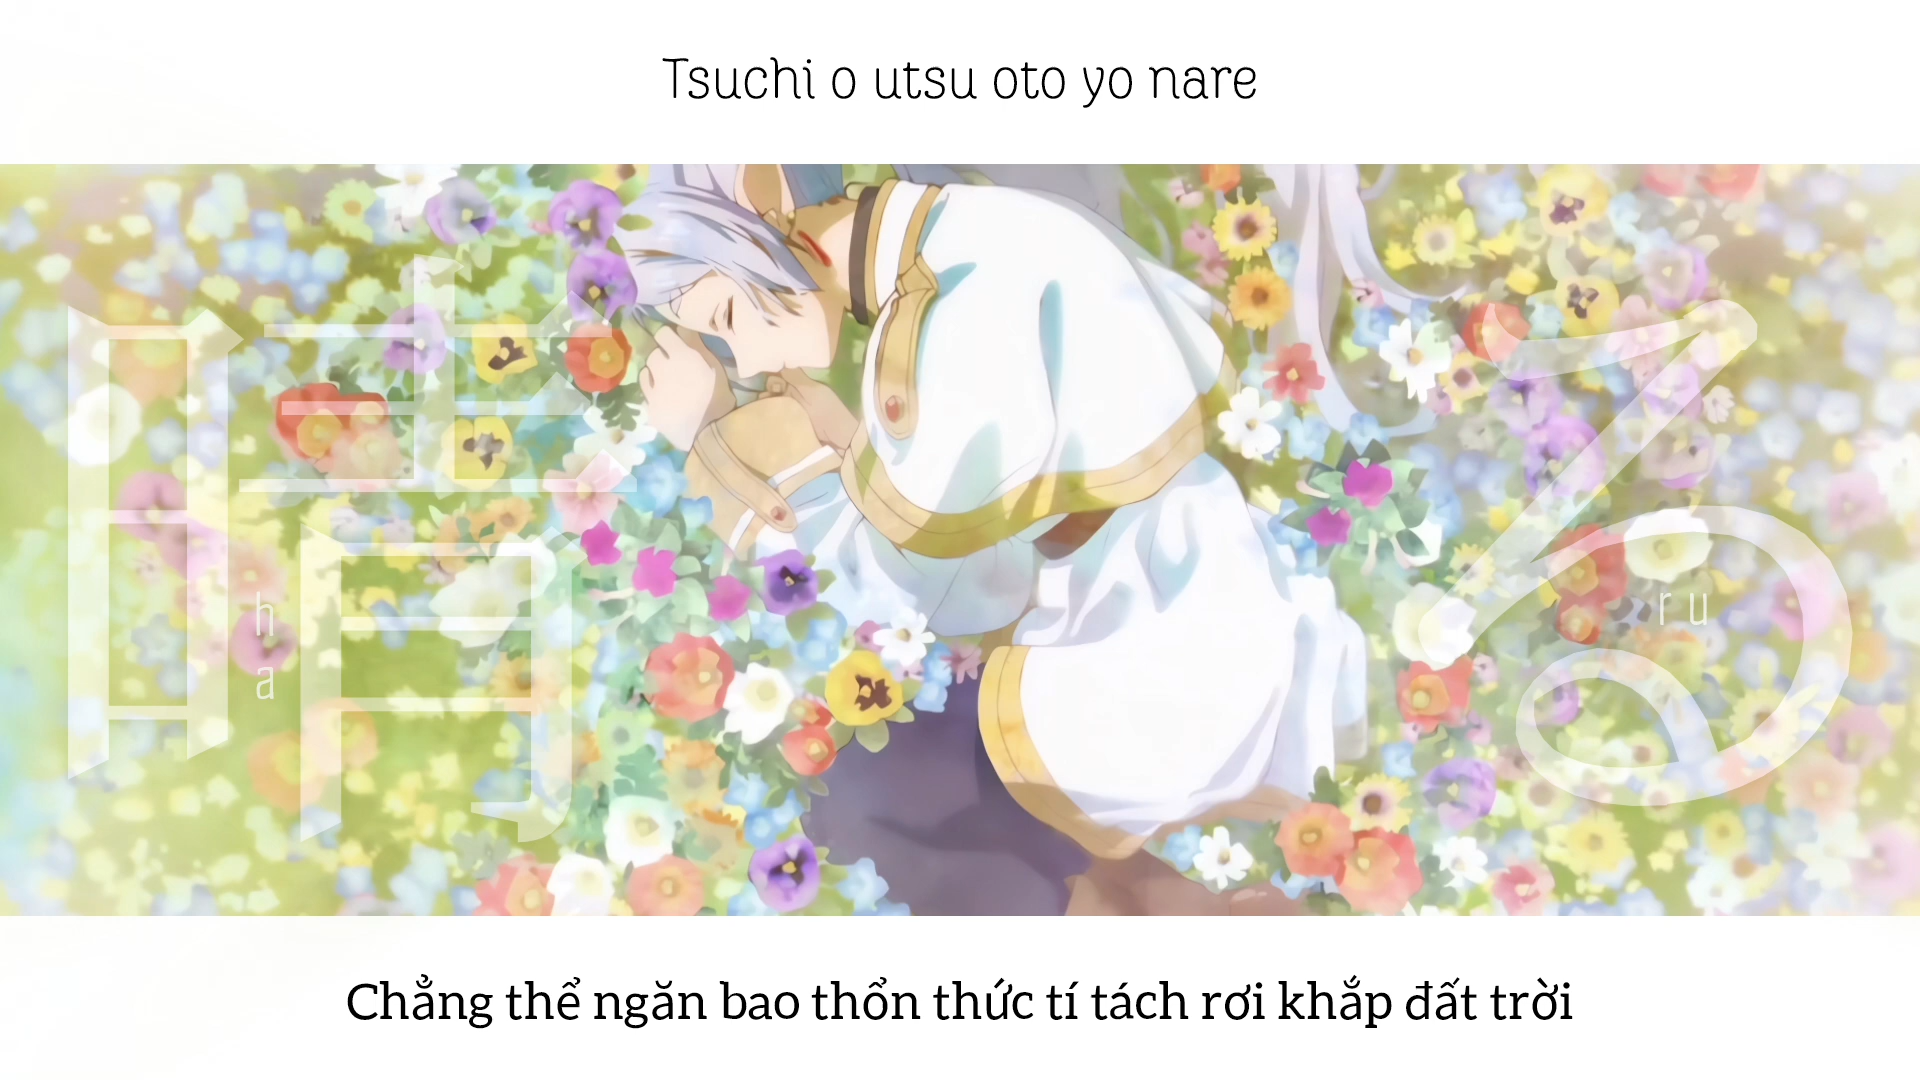 Tsuchi o utsu oto yo nare
晴る
ha
ru
Chẳng thể ngăn bao thổn thức tí tách rơi khắp đất trời